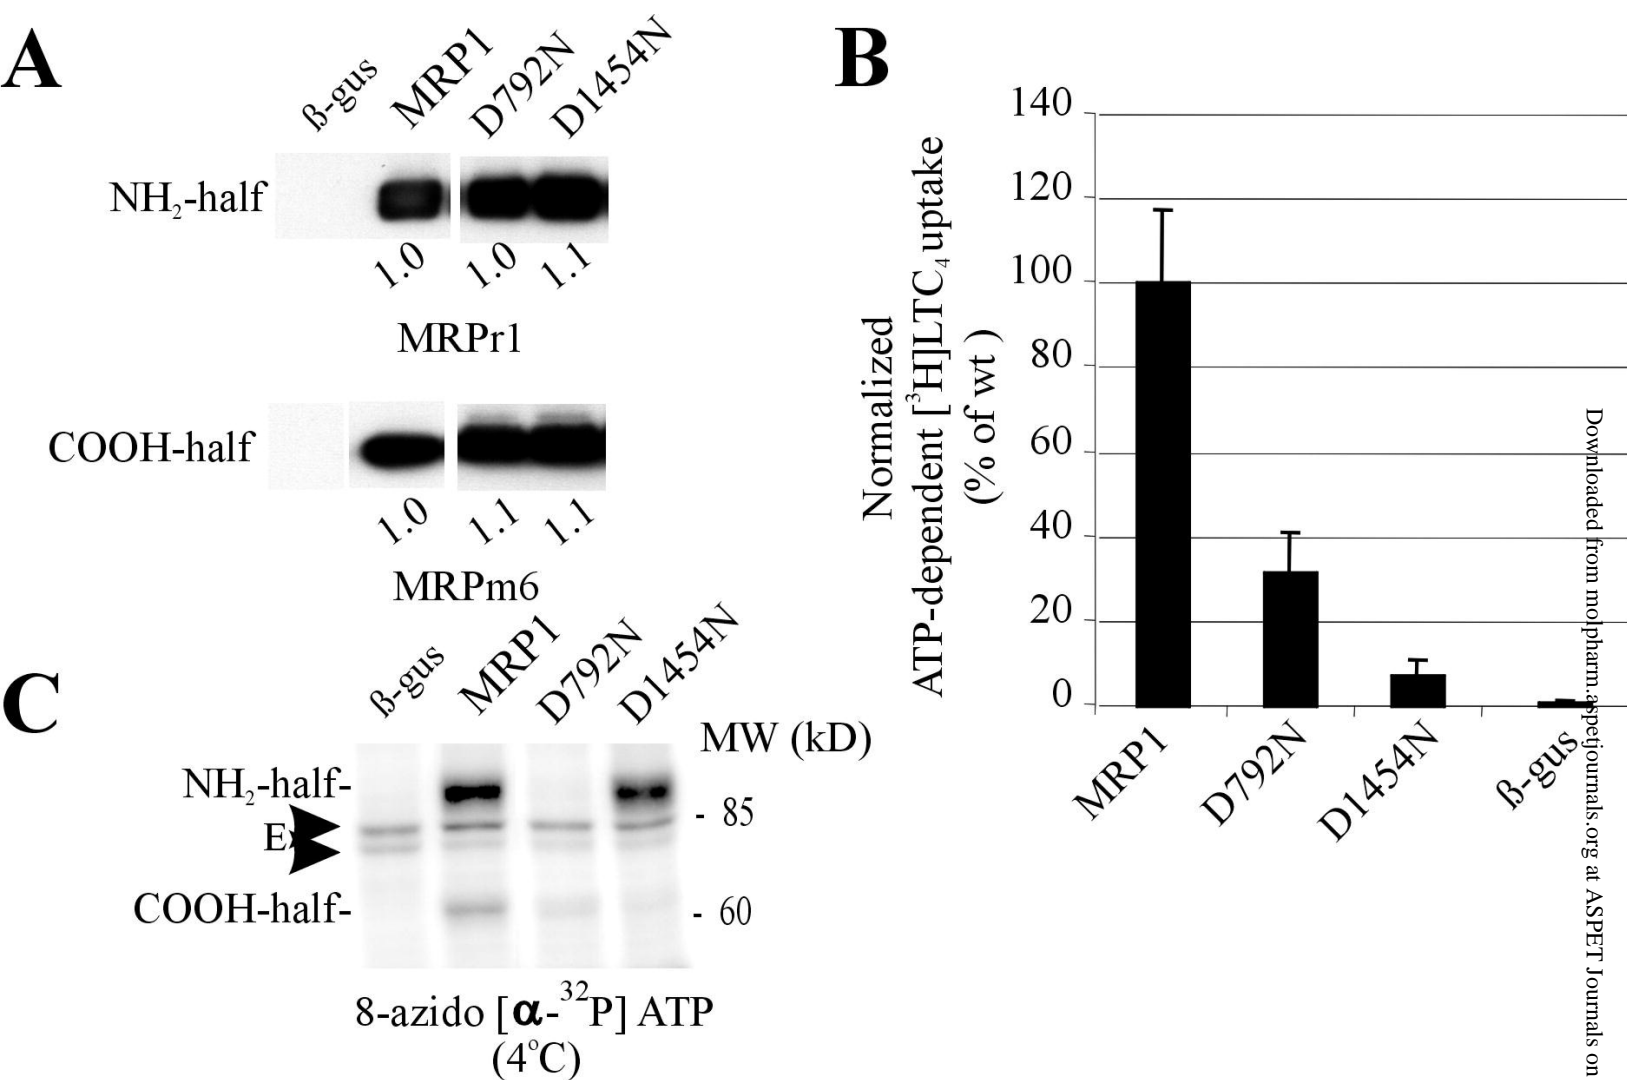 A
ß-gus MRP1 D792N D1454N
NH₂-half
1.0 1.0 1.1
MRPr1
COOH-half
1.0 1.1 1.1
MRPm6
B
Normalized
ATP-dependent [³H]LTC₄ uptake
(% of wt )
140
120
100
80
60
40
20
0
MRP1 D792N D1454N ß-gus
C
ß-gus MRP1 D792N D1454N
MW (kD)
NH₂-half-
- 85
E
COOH-half-
- 60
8-azido [α-³²P] ATP
(4°C)
Downloaded from molpharm.aspetjournals.org at ASPET Journals on